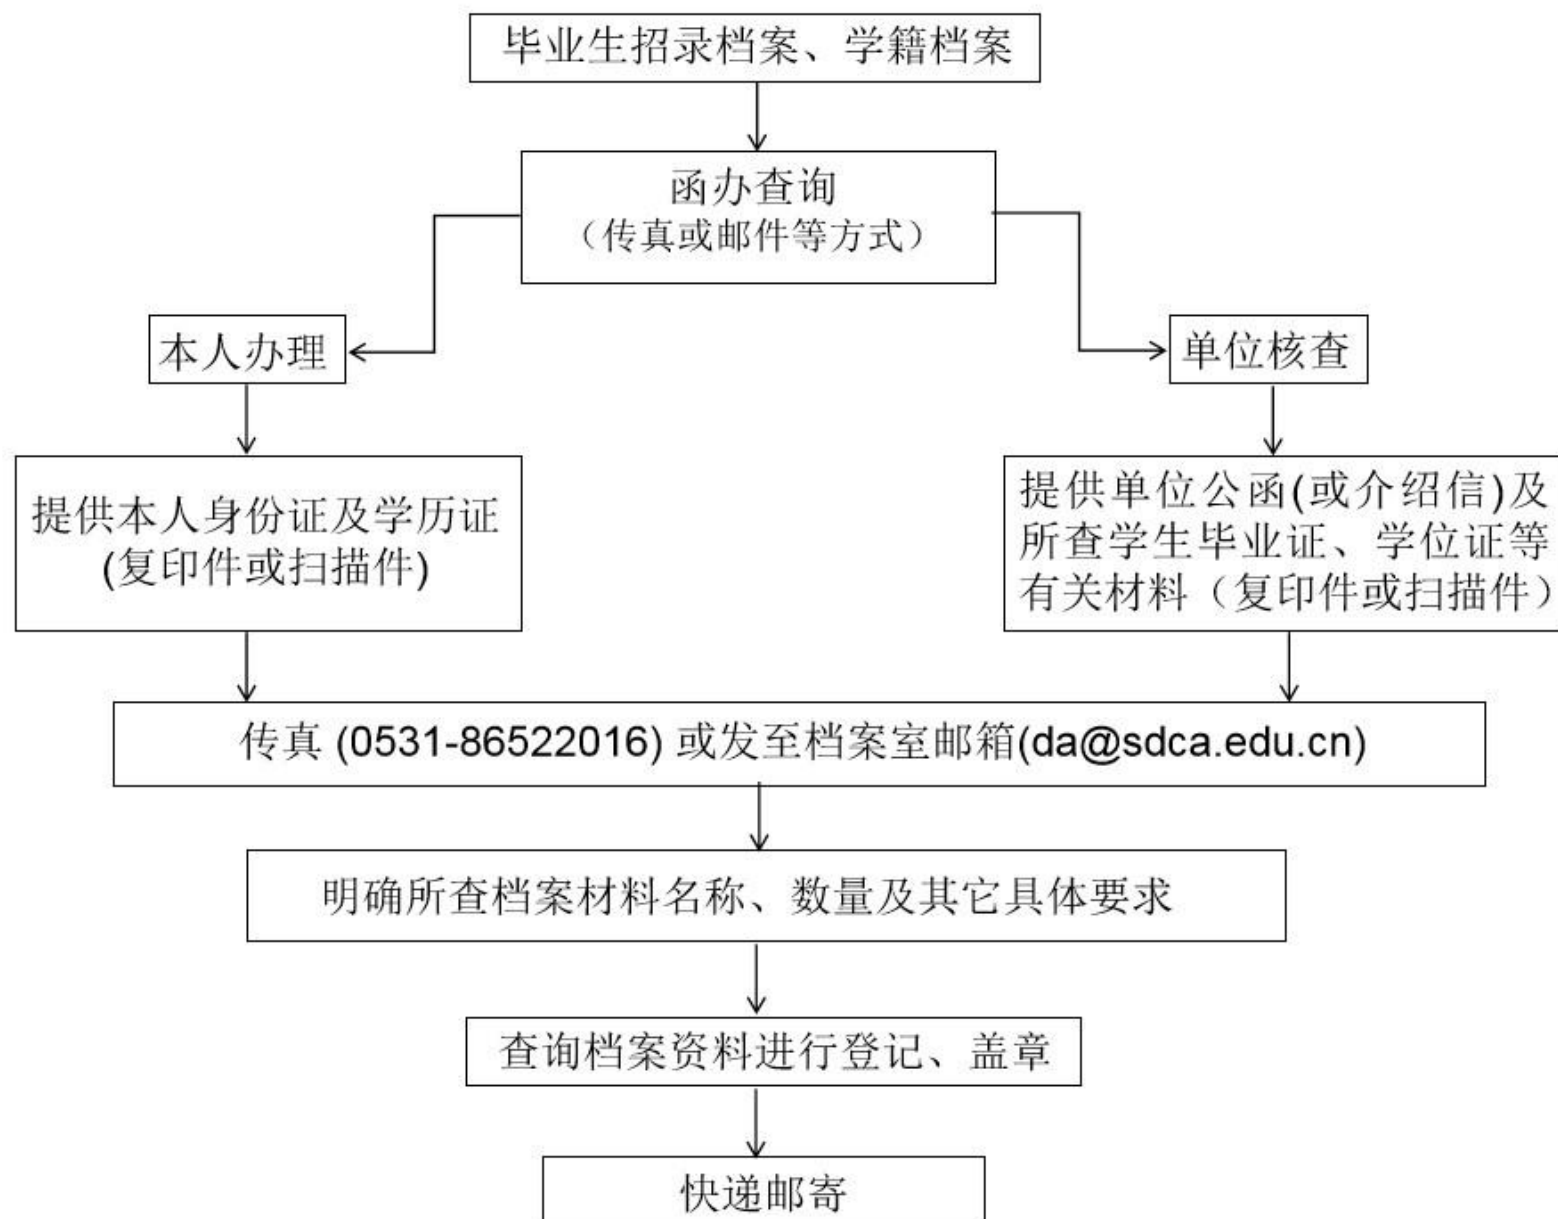 毕业生招录档案、学籍档案
函办查询
（传真或邮件等方式）
本人办理
单位核查
提供本人身份证及学历证
(复印件或扫描件)
提供单位公函(或介绍信)及
所查学生毕业证、学位证等
有关材料（复印件或扫描件）
传真 (0531-86522016) 或发至档案室邮箱(da@sdca.edu.cn)
明确所查档案材料名称、数量及其它具体要求
查询档案资料进行登记、盖章
快递邮寄